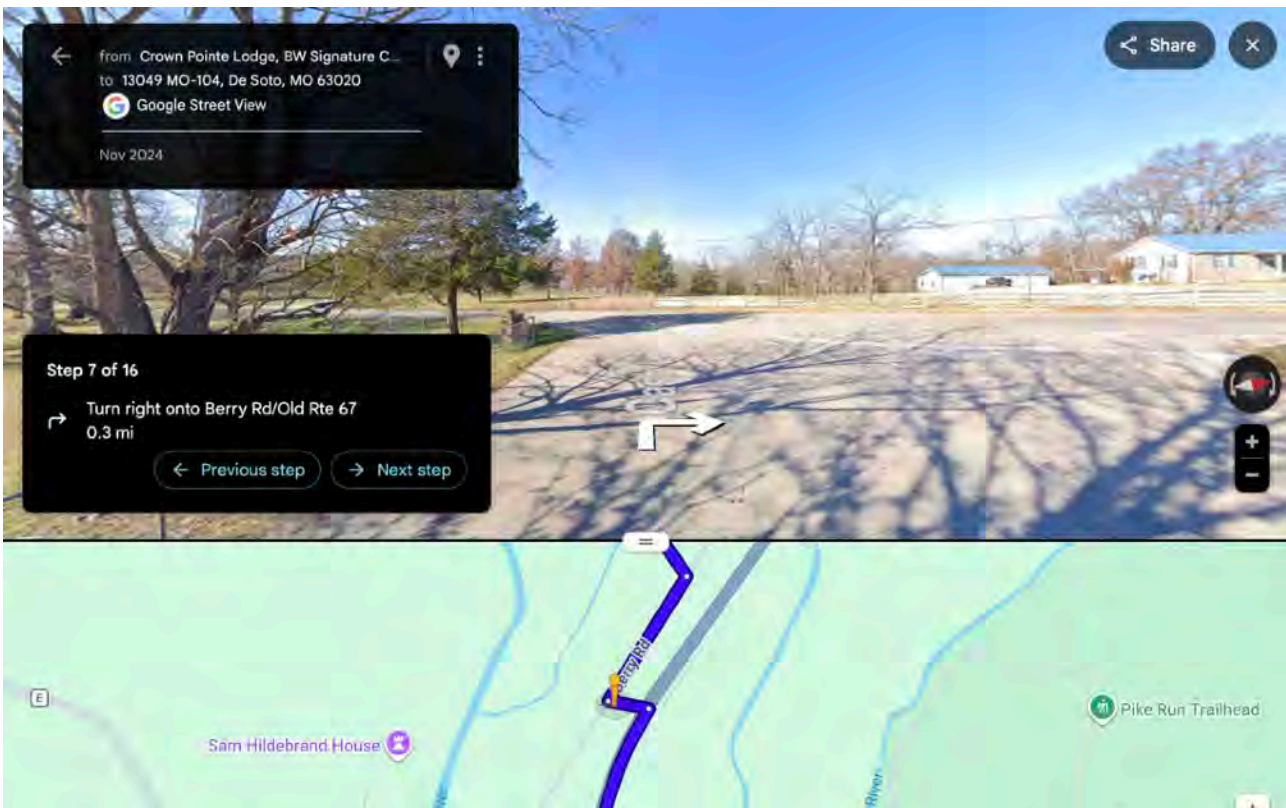 from Crown Pointe Lodge, BW Signature C...
to 13049 MO-104, De Soto, MO 63020
Google Street View
Nov 2024
Share
Step 7 of 16
Turn right onto Berry Rd/Old Rte 67
0.3 mi
Previous step
Next step
Berry Rd
E
Pike Run Trailhead
Sam Hildebrand House
River